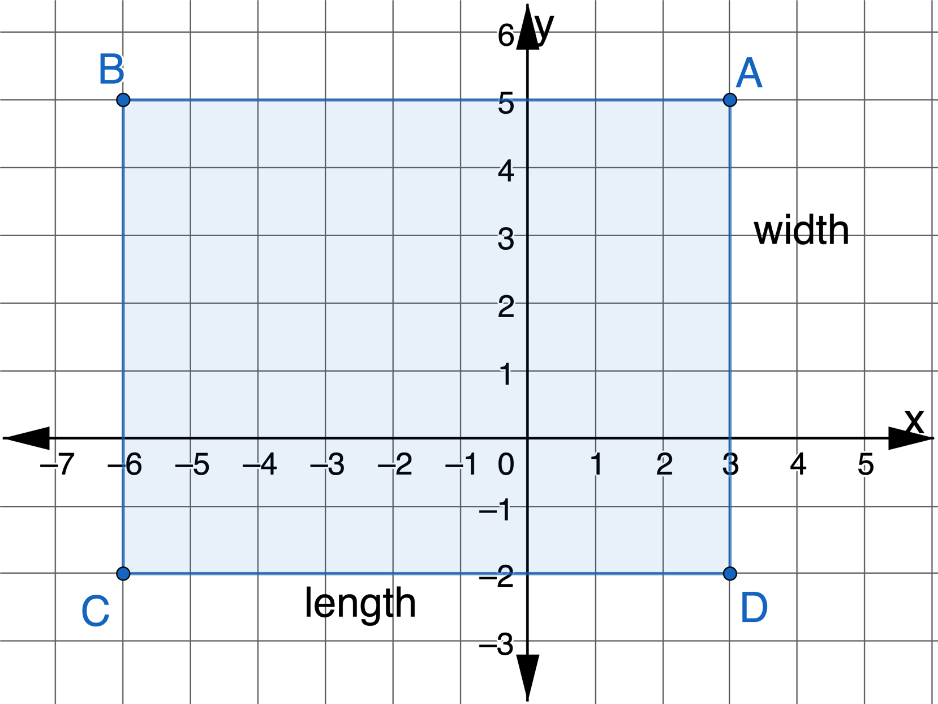 y
6
B
A
5
4
width
3
2
1
x
–7 –6 –5 –4 –3 –2 –1 0 1 2 3 4 5
–1
–2
length
C
D
–3